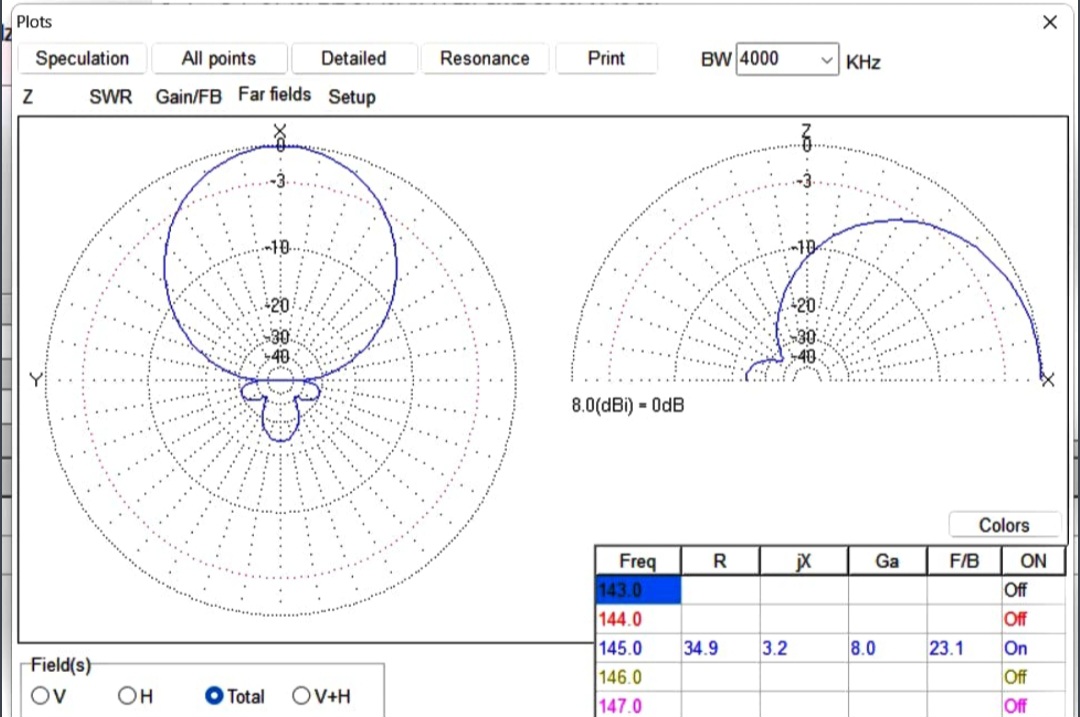 Plots
Speculation All points Detailed Resonance Print BW 4000 KHz
Z SWR Gain/FB Far fields Setup
X
0
-3
-10
-20
-30
-40
Y
Z
0
-3
-10
-20
-30
-40
X
8.0(dBi) = 0dB
Colors
Freq R jX Ga F/B ON
143.0 Off
144.0 Off
145.0 34.9 3.2 8.0 23.1 On
146.0 Off
147.0 Off
Field(s)
V H Total V+H